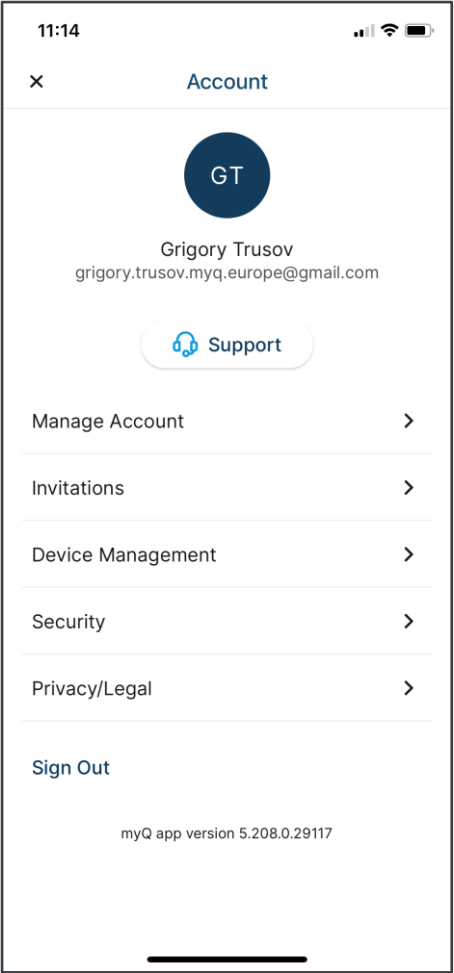 11:14
Account
GT
Grigory Trusov
grigory.trusov.myq.europe@gmail.com
Support
Manage Account
Invitations
Device Management
Security
Privacy/Legal
Sign Out
myQ app version 5.208.0.29117